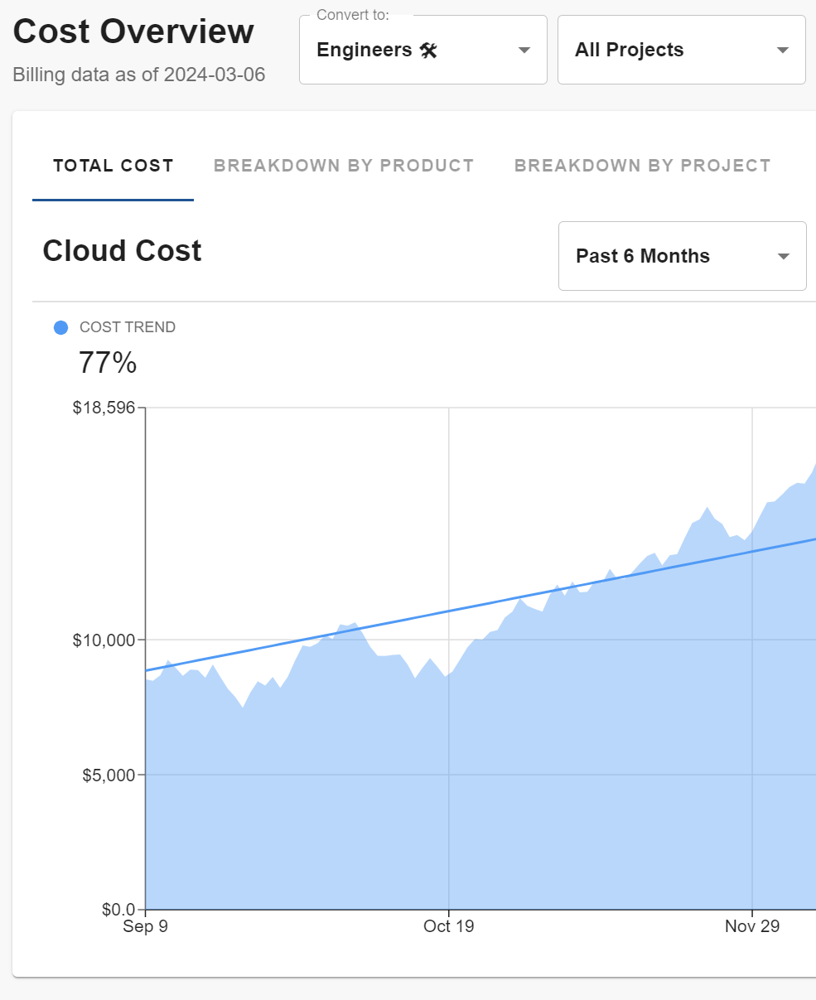 Cost Overview
Billing data as of 2024-03-06
Convert to:
Engineers 🛠
All Projects
TOTAL COST
BREAKDOWN BY PRODUCT
BREAKDOWN BY PROJECT
Cloud Cost
Past 6 Months
COST TREND
77%
$18,596
$10,000
$5,000
$0.0
Sep 9
Oct 19
Nov 29